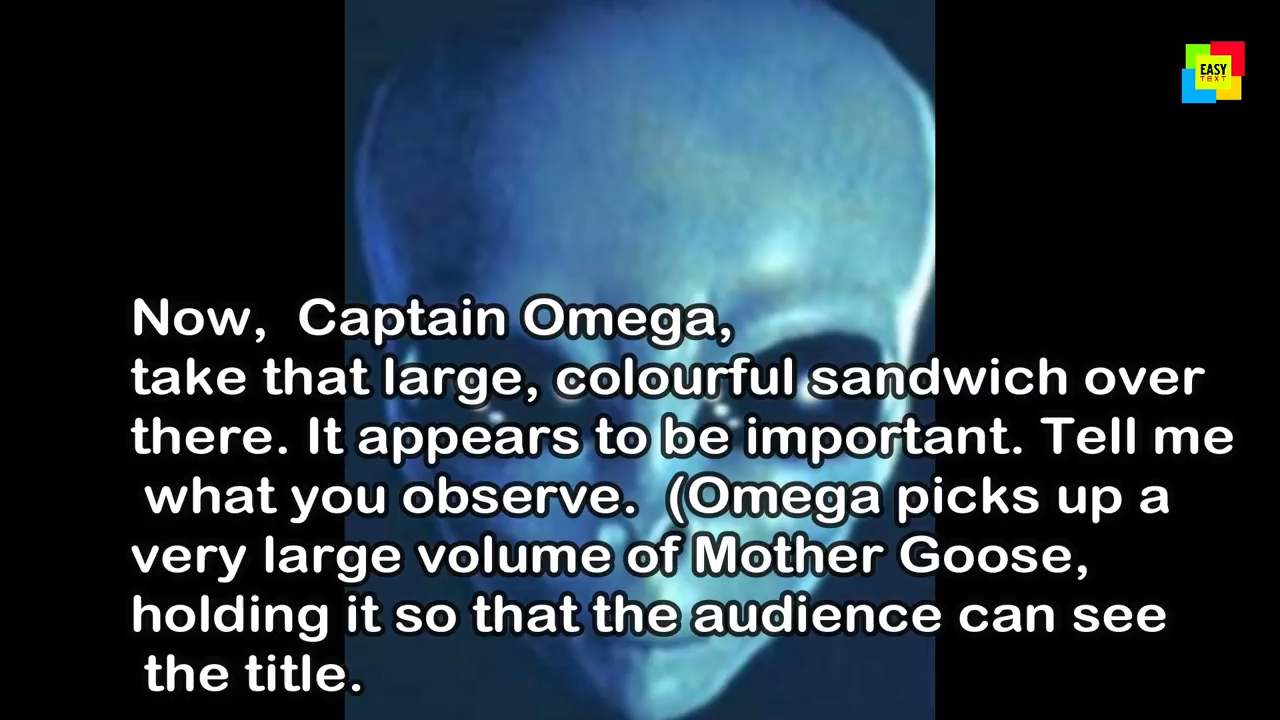 EASY
TEXT
Now, Captain Omega,
take that large, colourful sandwich over
there. It appears to be important. Tell me
what you observe. (Omega picks up a
very large volume of Mother Goose,
holding it so that the audience can see
the title.